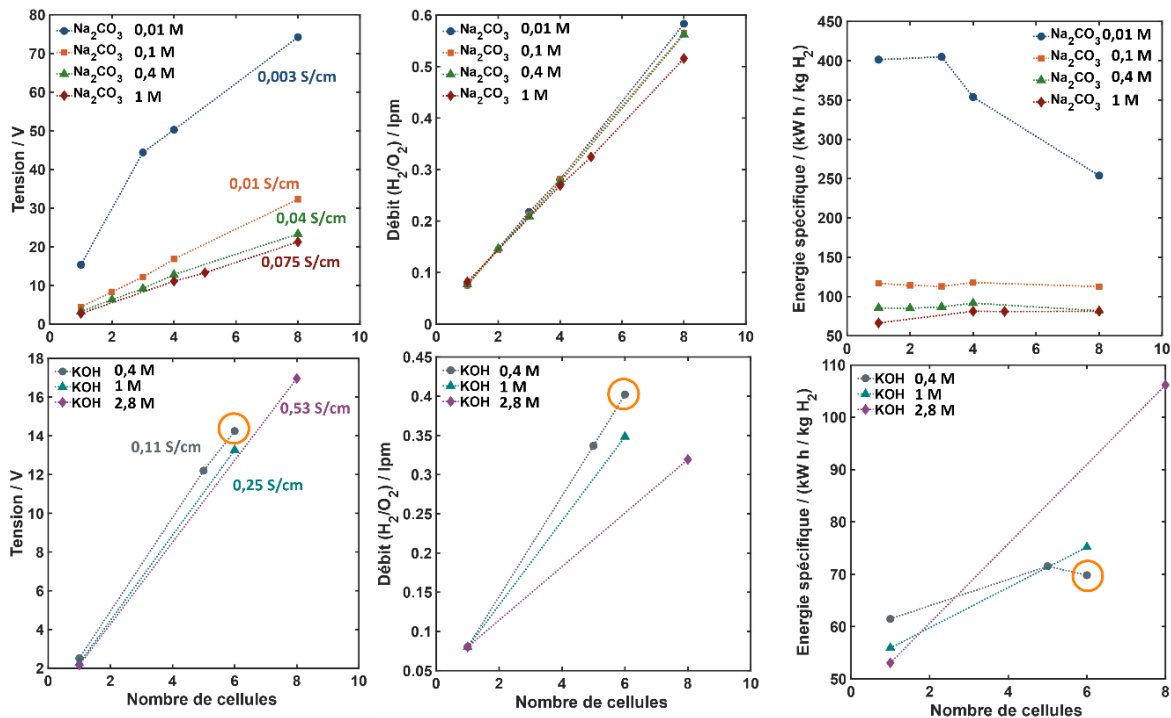 Na₂CO₃ 0,01 M
Na₂CO₃ 0,1 M
Na₂CO₃ 0,4 M
Na₂CO₃ 1 M
0,003 S/cm
0,01 S/cm
0,04 S/cm
0,075 S/cm
Tension / V
80
70
60
50
40
30
20
10
0
0 2 4 6 8 10
Na₂CO₃ 0,01 M
Na₂CO₃ 0,1 M
Na₂CO₃ 0,4 M
Na₂CO₃ 1 M
Débit (H₂/O₂) / lpm
0.6
0.5
0.4
0.3
0.2
0.1
0
0 2 4 6 8 10
Na₂CO₃ 0,01 M
Na₂CO₃ 0,1 M
Na₂CO₃ 0,4 M
Na₂CO₃ 1 M
Energie spécifique / (kW h / kg H₂)
450
400
350
300
250
200
150
100
50
0 2 4 6 8 10
KOH 0,4 M
KOH 1 M
KOH 2,8 M
0,53 S/cm
0,11 S/cm
0,25 S/cm
Tension / V
18
16
14
12
10
8
6
4
2
0 2 4 6 8 10
Nombre de cellules
KOH 0,4 M
KOH 1 M
KOH 2,8 M
Débit (H₂/O₂) / lpm
0.45
0.4
0.35
0.3
0.25
0.2
0.15
0.1
0.05
0 2 4 6 8 10
Nombre de cellules
KOH 0,4 M
KOH 1 M
KOH 2,8 M
Energie spécifique / (kW h / kg H₂)
110
100
90
80
70
60
50
0 2 4 6 8
Nombre de cellules